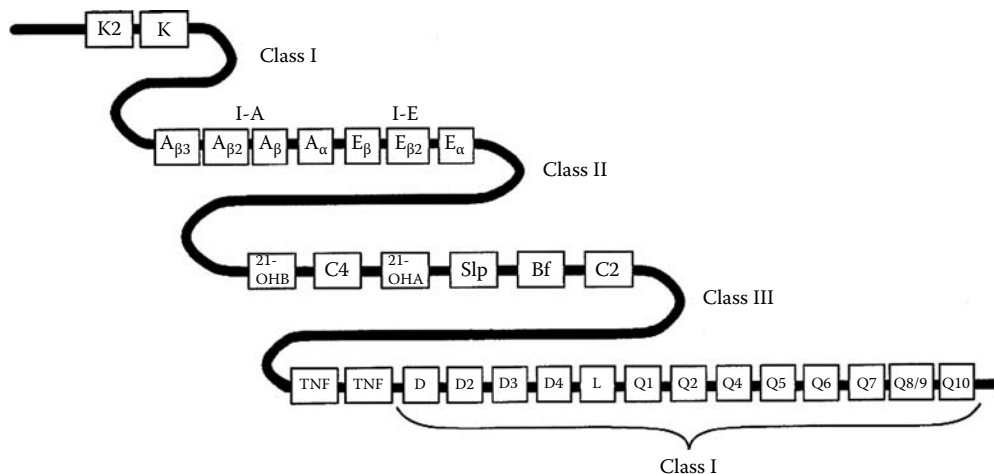 K2 K
Class I
I-A I-E
Aβ3 Aβ2 Aβ Aα Eβ Eβ2 Eα
Class II
21-OHB C4 21-OHA Slp Bf C2
Class III
TNF TNF D D2 D3 D4 L Q1 Q2 Q4 Q5 Q6 Q7 Q8/9 Q10
Class I